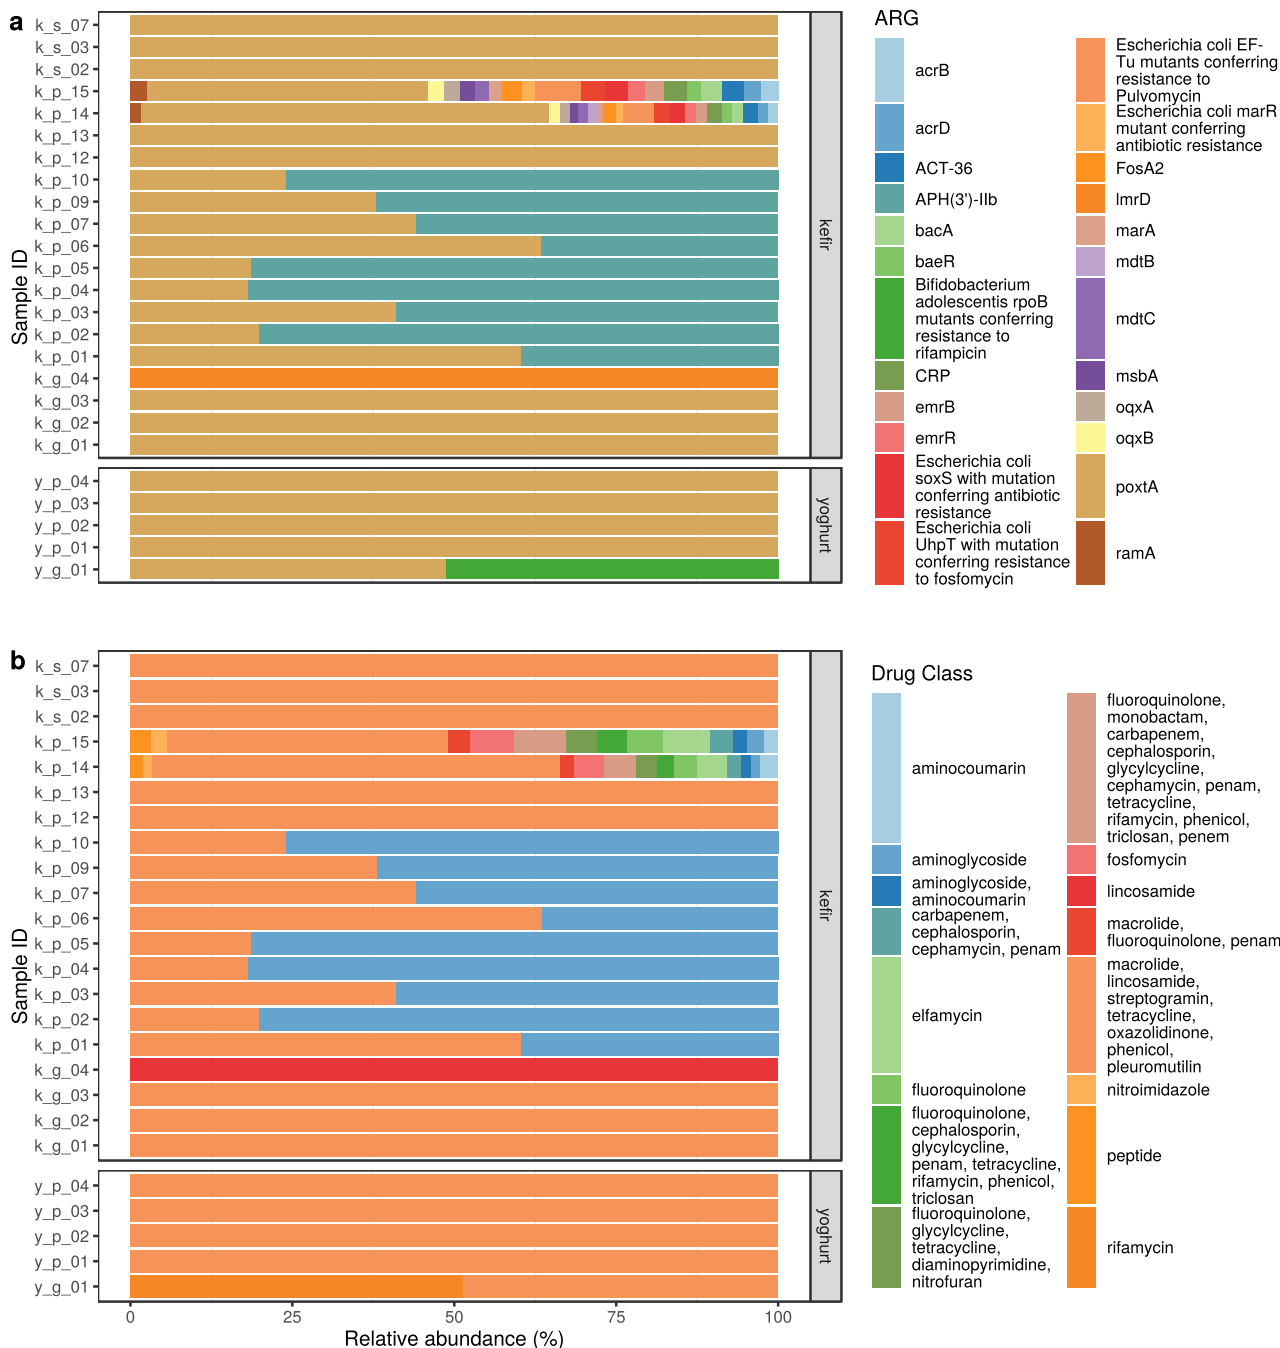 a
k_s_07
k_s_03
k_s_02
k_p_15
k_p_14
k_p_13
k_p_12
k_p_10
k_p_09
k_p_07
k_p_06
k_p_05
k_p_04
k_p_03
k_p_02
k_p_01
k_g_04
k_g_03
k_g_02
k_g_01
y_p_04
y_p_03
y_p_02
y_p_01
y_g_01
Sample ID
kefir
yoghurt
ARG
acrB
acrD
ACT-36
APH(3')-IIb
bacA
baeR
Bifidobacterium
adolescentis rpoB
mutants conferring
resistance to
rifampicin
CRP
emrB
emrR
Escherichia coli
soxS with mutation
conferring antibiotic
resistance
Escherichia coli
UhpT with mutation
conferring resistance
to fosfomycin
Escherichia coli EF-
Tu mutants conferring
resistance to
Pulvomycin
Escherichia coli marR
mutant conferring
antibiotic resistance
FosA2
lmrD
marA
mdtB
mdtC
msbA
oqxA
oqxB
poxtA
ramA
b
k_s_07
k_s_03
k_s_02
k_p_15
k_p_14
k_p_13
k_p_12
k_p_10
k_p_09
k_p_07
k_p_06
k_p_05
k_p_04
k_p_03
k_p_02
k_p_01
k_g_04
k_g_03
k_g_02
k_g_01
y_p_04
y_p_03
y_p_02
y_p_01
y_g_01
Sample ID
kefir
yoghurt
0 25 50 75 100
Relative abundance (%)
Drug Class
aminocoumarin
aminoglycoside
aminoglycoside,
aminocoumarin
carbapenem,
cephalosporin,
cephamycin, penam
elfamycin
fluoroquinolone
fluoroquinolone,
cephalosporin,
glycylcycline,
penam, tetracycline,
rifamycin, phenicol,
triclosan
fluoroquinolone,
glycylcycline,
tetracycline,
diaminopyrimidine,
nitrofuran
fluoroquinolone,
monobactam,
carbapenem,
cephalosporin,
glycylcycline,
cephamycin, penam,
tetracycline,
rifamycin, phenicol,
triclosan, penem
fosfomycin
lincosamide
macrolide,
fluoroquinolone, penam
macrolide,
lincosamide,
streptogramin,
tetracycline,
oxazolidinone,
phenicol,
pleuromutilin
nitroimidazole
peptide
rifamycin